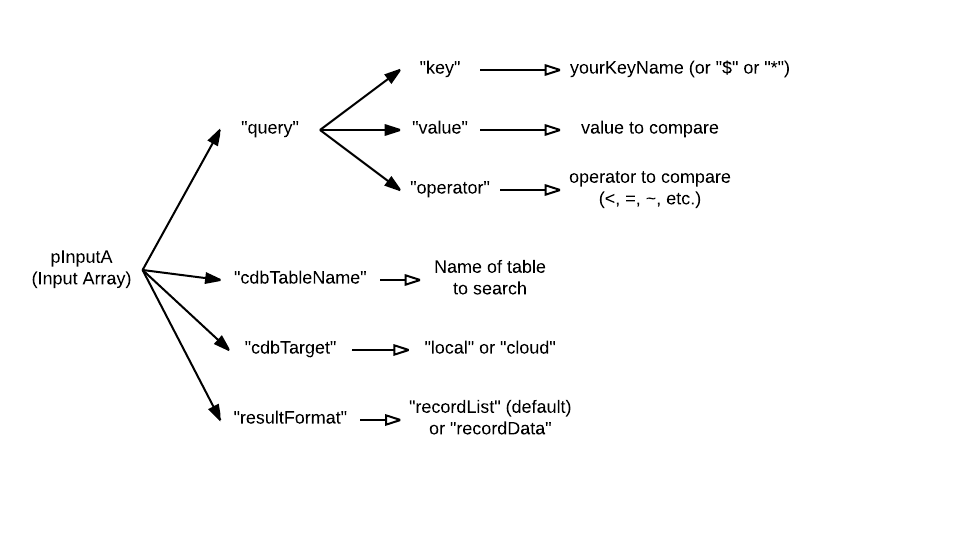 "key"
yourKeyName (or "$" or "*")
"query"
"value"
value to compare
"operator"
operator to compare
(<, =, ~, etc.)
pInputA
(Input Array)
"cdbTableName"
Name of table
to search
"cdbTarget"
"local" or "cloud"
"resultFormat"
"recordList" (default)
or "recordData"